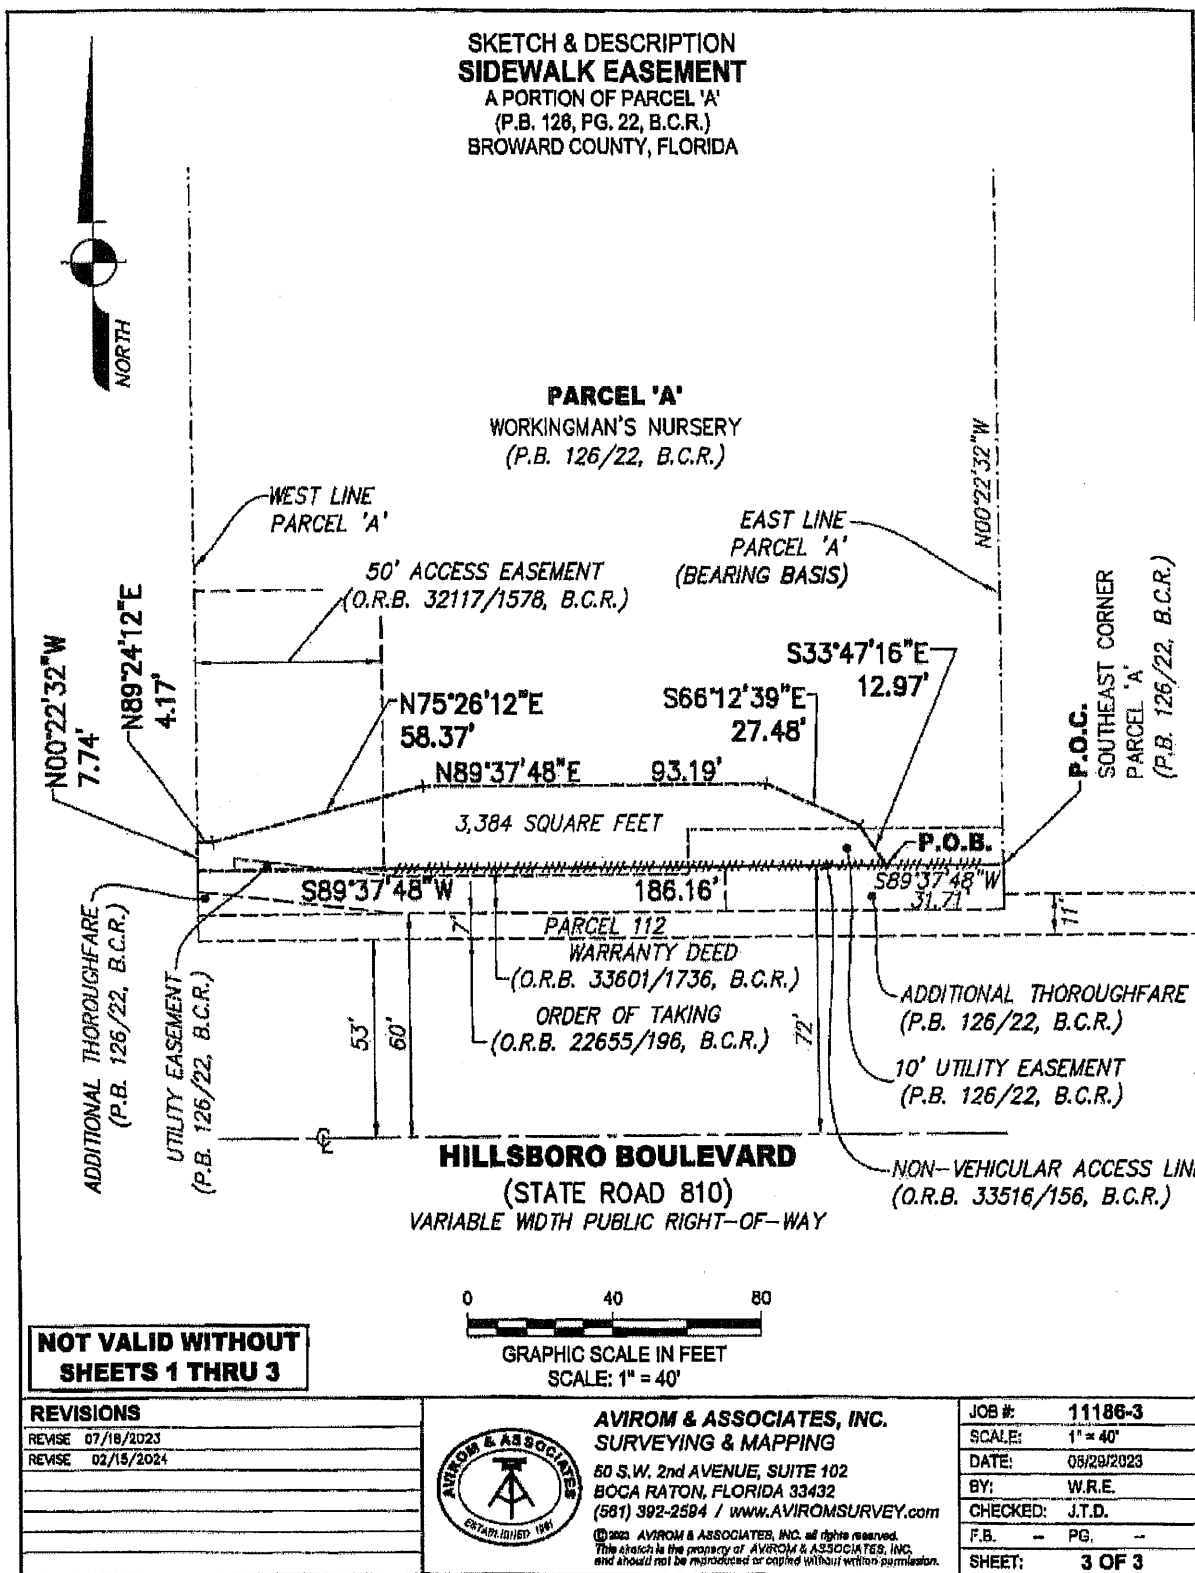 SKETCH & DESCRIPTION
SIDEWALK EASEMENT
A PORTION OF PARCEL 'A'
(P.B. 126, PG. 22, B.C.R.)
BROWARD COUNTY, FLORIDA
NORTH
PARCEL 'A'
WORKINGMAN'S NURSERY
(P.B. 126/22, B.C.R.)
N00°22'32"W
WEST LINE
PARCEL 'A'
EAST LINE
PARCEL 'A'
(BEARING BASIS)
50' ACCESS EASEMENT
(O.R.B. 32117/1578, B.C.R.)
N00°22'32"W
7.74'
N89°24'12"E
4.17'
N75°26'12"E
58.37'
S66°12'39"E
27.48'
S33°47'16"E
12.97'
P.O.C.
SOUTHEAST CORNER
PARCEL 'A'
(P.B. 126/22, B.C.R.)
N89°37'48"E 93.19'
3,384 SQUARE FEET
P.O.B.
S89°37'48"W
31.71'
S89°37'48"W 186.16'
11'
7'
PARCEL 112
WARRANTY DEED
(O.R.B. 33601/1736, B.C.R.)
ORDER OF TAKING
(O.R.B. 22655/196, B.C.R.)
53'
60'
72'
ADDITIONAL THOROUGHFARE
(P.B. 126/22, B.C.R.)
UTILITY EASEMENT
(P.B. 126/22, B.C.R.)
ADDITIONAL THOROUGHFARE
(P.B. 126/22, B.C.R.)
10' UTILITY EASEMENT
(P.B. 126/22, B.C.R.)
NON-VEHICULAR ACCESS LINE
(O.R.B. 33516/156, B.C.R.)
HILLSBORO BOULEVARD
(STATE ROAD 810)
VARIABLE WIDTH PUBLIC RIGHT-OF-WAY
0 40 80
GRAPHIC SCALE IN FEET
SCALE: 1" = 40'
NOT VALID WITHOUT
SHEETS 1 THRU 3
REVISIONS
REVISE 07/18/2023
REVISE 02/15/2024
AVIROM & ASSOCIATES
ESTABLISHED 1981
AVIROM & ASSOCIATES, INC.
SURVEYING & MAPPING
50 S.W. 2nd AVENUE, SUITE 102
BOCA RATON, FLORIDA 33432
(561) 392-2594 / www.AVIROMSURVEY.com
© 2023 AVIROM & ASSOCIATES, INC. all rights reserved.
This sketch is the property of AVIROM & ASSOCIATES, INC.
and should not be reproduced or copied without written permission.
JOB #: 11186-3
SCALE: 1" = 40'
DATE: 06/29/2023
BY: W.R.E.
CHECKED: J.T.D.
F.B. -- PG. --
SHEET: 3 OF 3